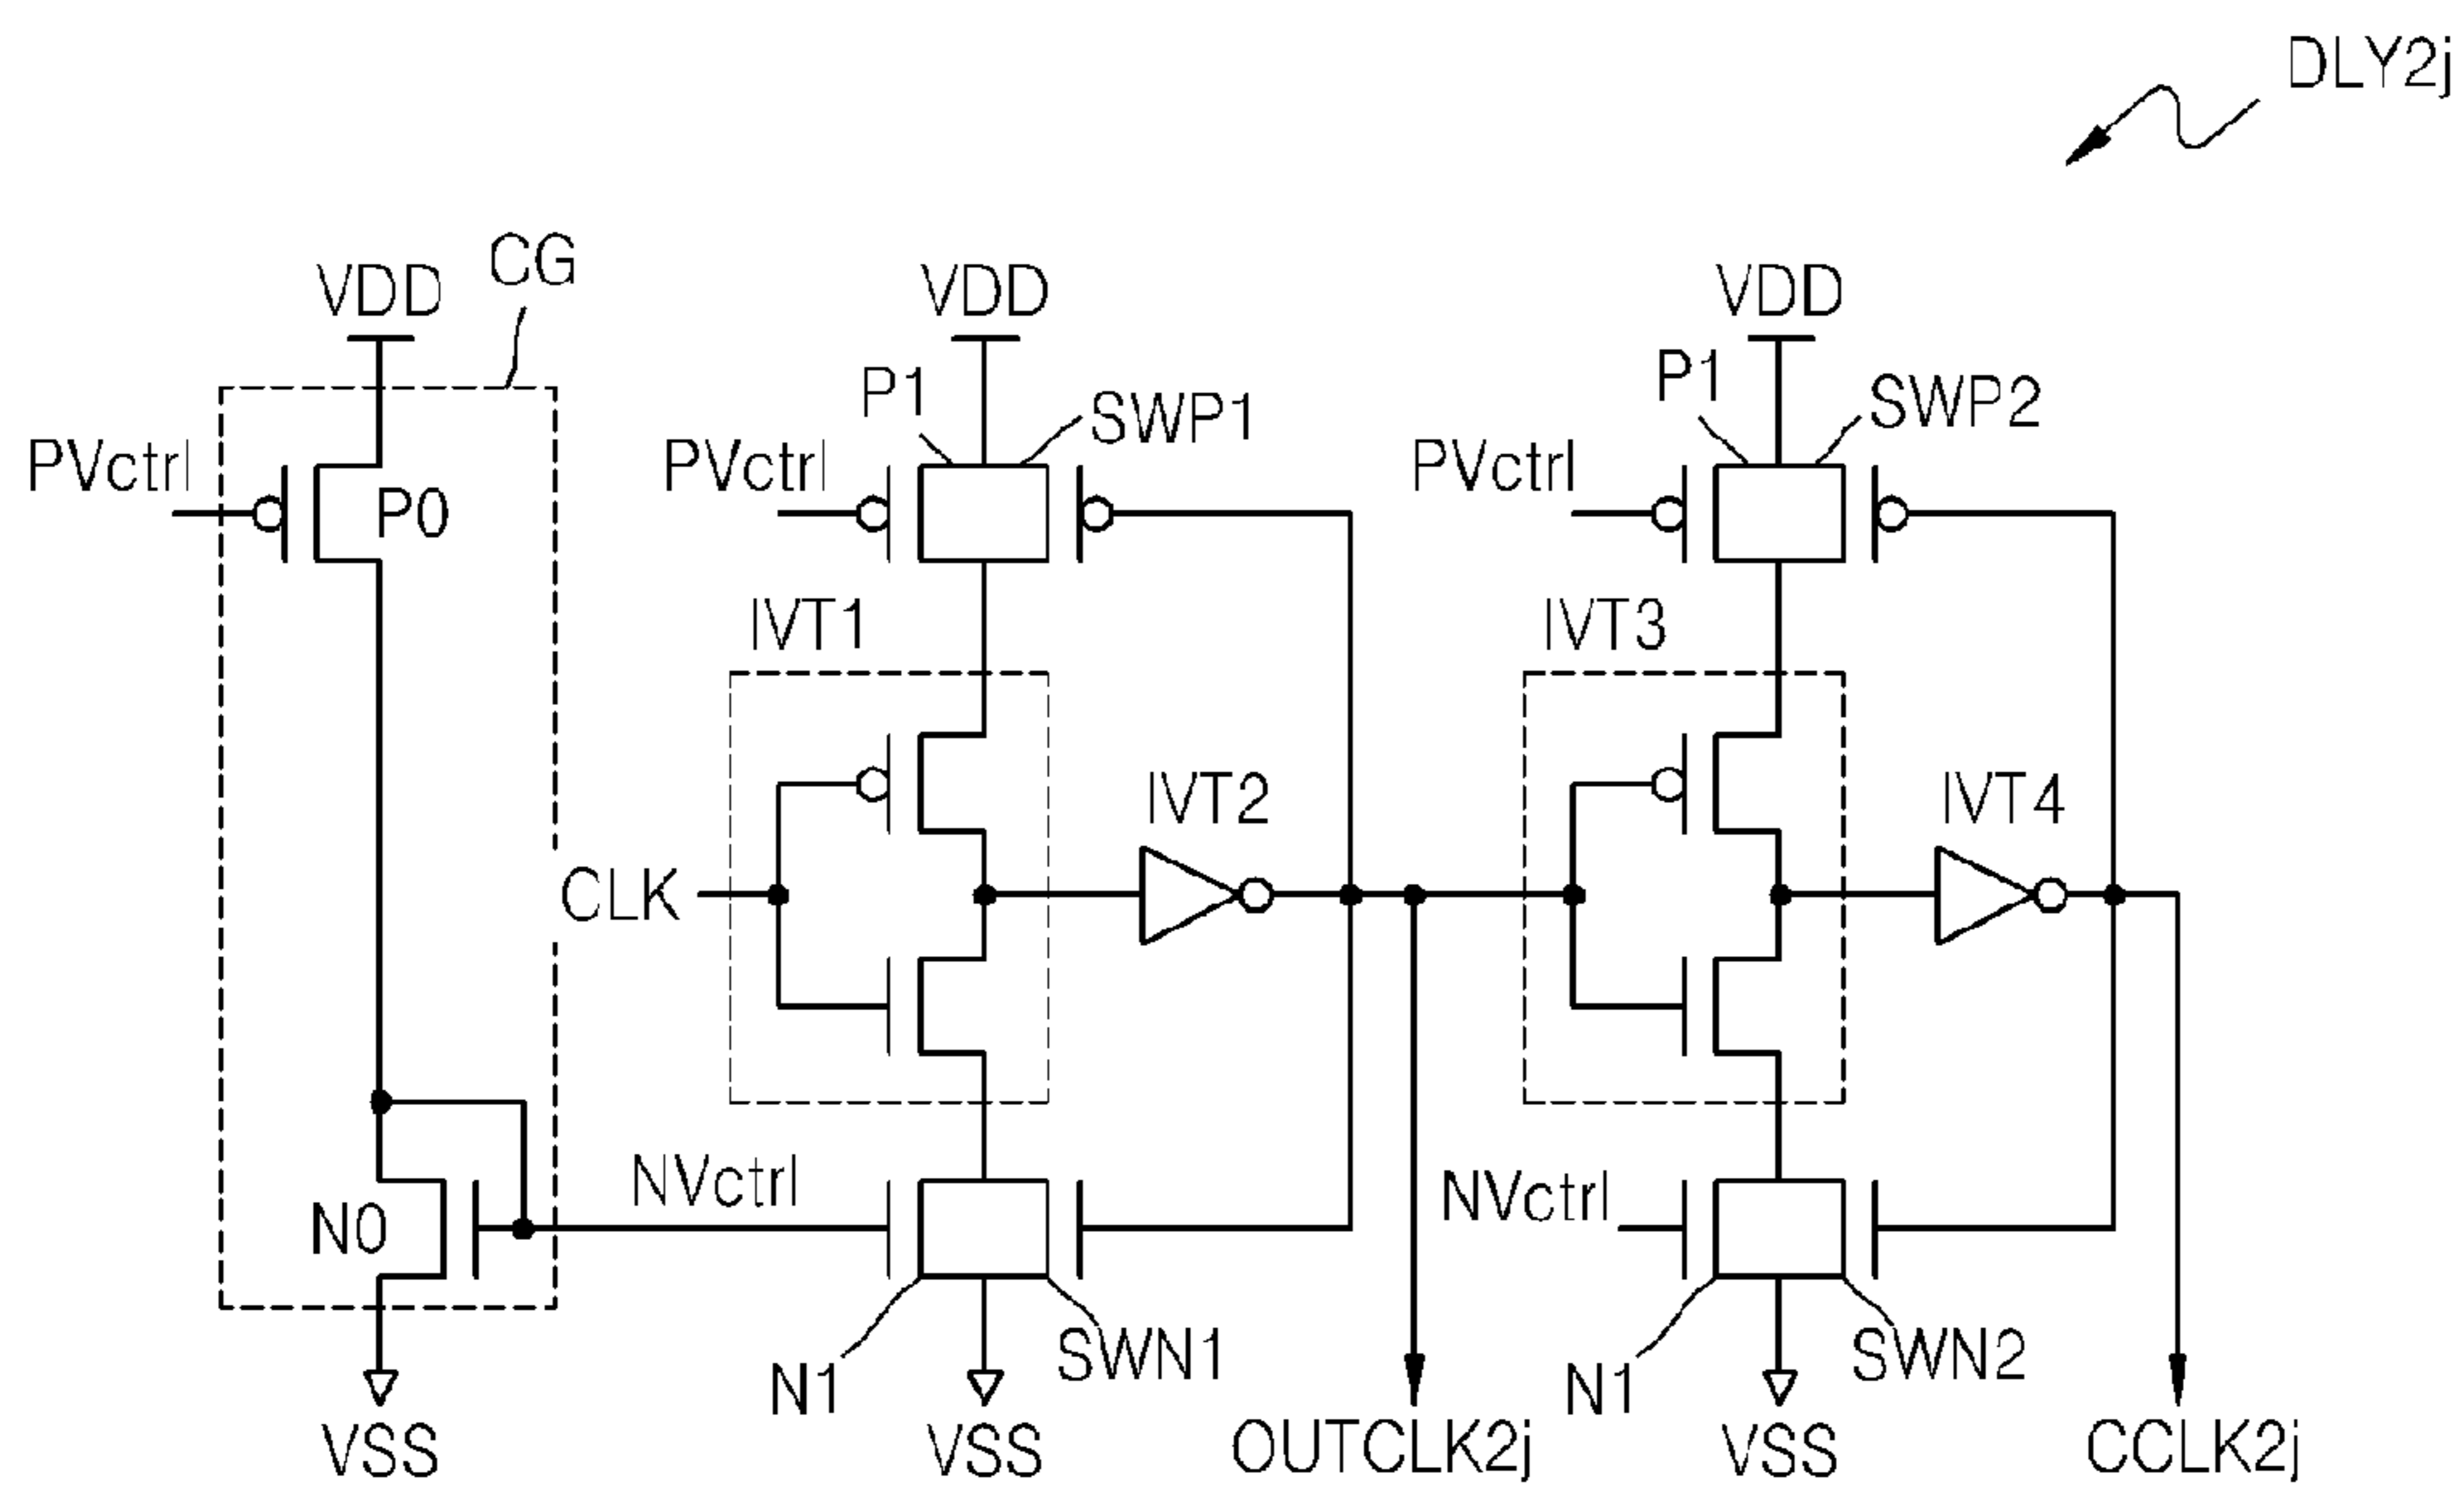 DLY2j
CG
VDD
VDD
VDD
P1
SWP1
P1
SWP2
PVctrl
P0
PVctrl
PVctrl
IVT1
IVT3
IVT2
IVT4
CLK
NVctrl
NVctrl
N0
N1
SWN1
N1
SWN2
VSS
VSS
OUTCLK2j
VSS
CCLK2j